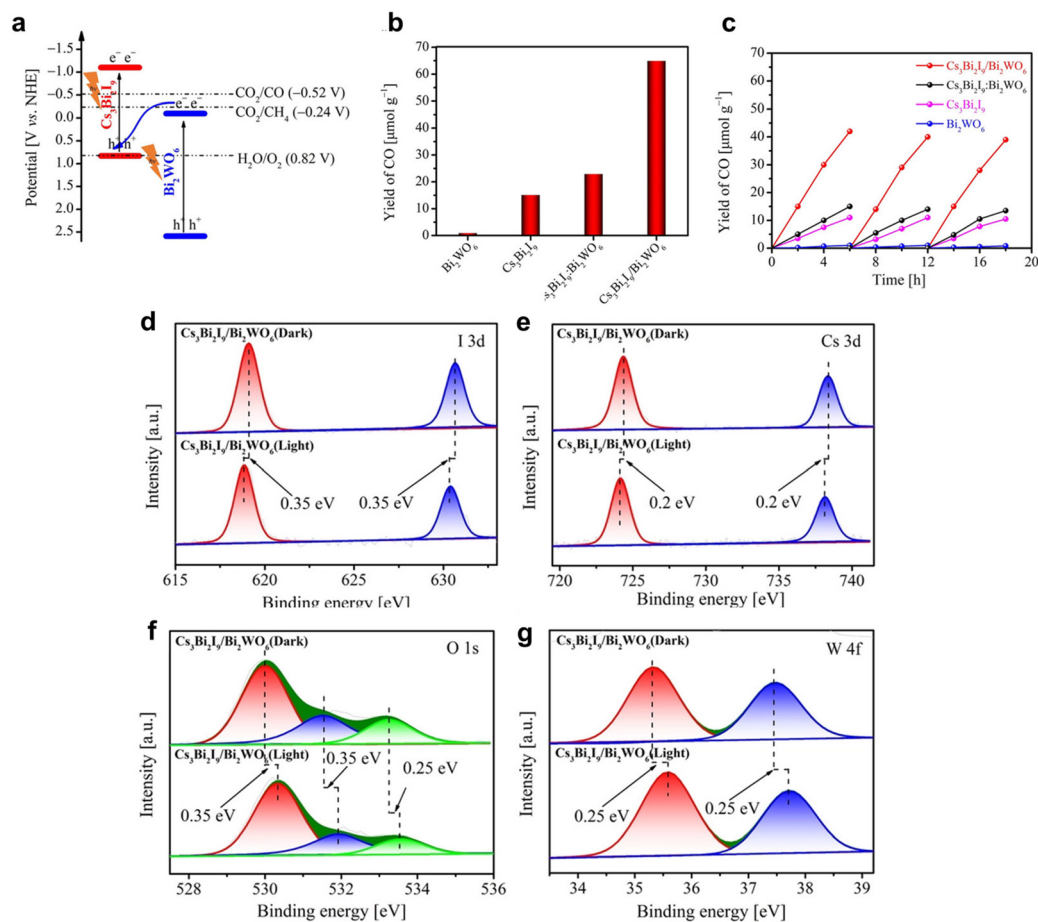 a
Potential [V vs. NHE]
−1.5
−1.0
−0.5
0.0
0.5
1.0
1.5
2.0
2.5
e⁻ e⁻
Cs₃Bi₂I₉
h⁺ h⁺
e⁻ e⁻
Bi₂WO₆
h⁺ h⁺
CO₂/CO (−0.52 V)
CO₂/CH₄ (−0.24 V)
H₂O/O₂ (0.82 V)
b
Yield of CO [μmol g⁻¹]
70
60
50
40
30
20
10
0
Bi₂WO₆
Cs₃Bi₂I₉
s₃Bi₂I₉:Bi₂WO₆
Cs₃Bi₂I₉/Bi₂WO₆
c
Yield of CO [μmol g⁻¹]
70
60
50
40
30
20
10
0
Cs₃Bi₂I₉/Bi₂WO₆
Cs₃Bi₂I₉:Bi₂WO₆
Cs₃Bi₂I₉
Bi₂WO₆
0 4 8 12 16 20
Time [h]
d
Cs₃Bi₂I₉/Bi₂WO₆(Dark)
I 3d
Cs₃Bi₂I₉/Bi₂WO₆(Light)
0.35 eV
0.35 eV
Intensity [a.u.]
615 620 625 630
Binding energy [eV]
e
Cs₃Bi₂I₉/Bi₂WO₆(Dark)
Cs 3d
Cs₃Bi₂I₉/Bi₂WO₆(Light)
0.2 eV
0.2 eV
Intensity [a.u.]
720 725 730 735 740
Binding energy [eV]
f
Cs₃Bi₂I₉/Bi₂WO₆(Dark)
O 1s
Cs₃Bi₂I₉/Bi₂WO₆(Light)
0.35 eV
0.35 eV
0.25 eV
Intensity [a.u.]
528 530 532 534 536
Binding energy [eV]
g
Cs₃Bi₂I₉/Bi₂WO₆(Dark)
W 4f
Cs₃Bi₂I₉/Bi₂WO₆(Light)
0.25 eV
0.25 eV
Intensity [a.u.]
34 35 36 37 38 39
Binding energy [eV]